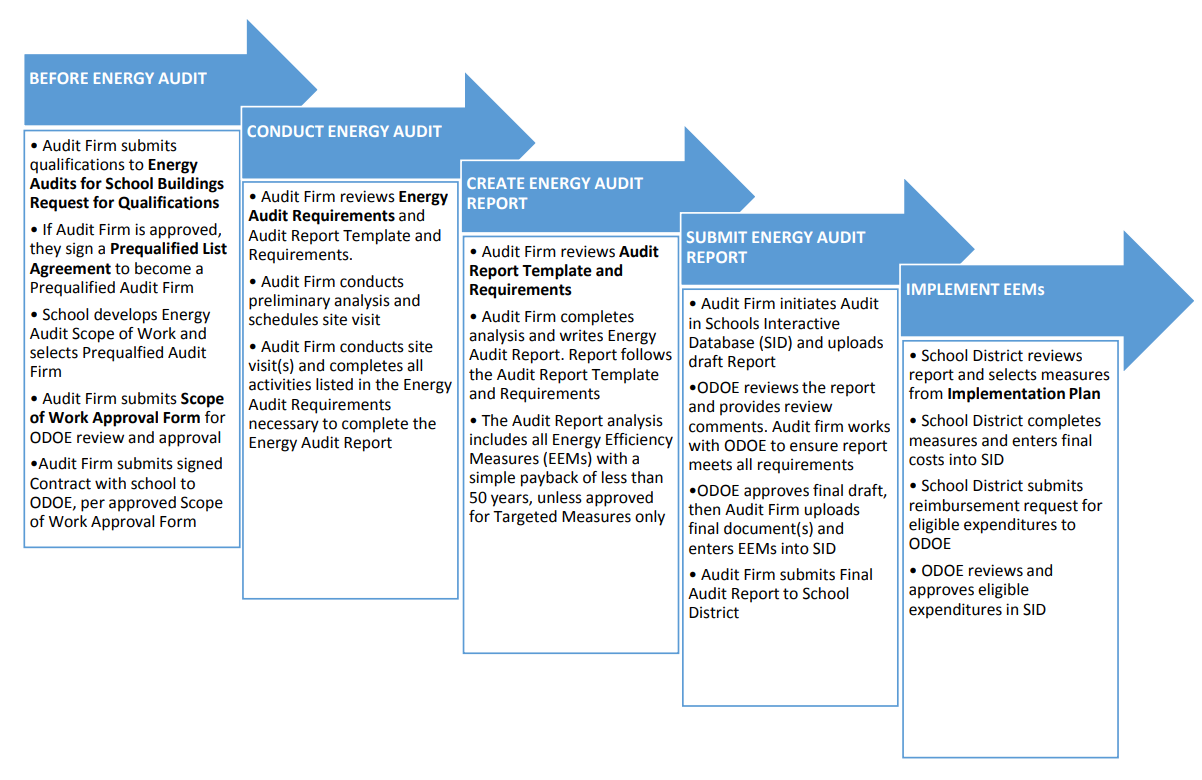 BEFORE ENERGY AUDIT
• Audit Firm submits
qualifications to Energy
Audits for School Buildings
Request for Qualifications
• If Audit Firm is approved,
they sign a Prequalified List
Agreement to become a
Prequalified Audit Firm
• School develops Energy
Audit Scope of Work and
selects Prequalfied Audit
Firm
• Audit Firm submits Scope
of Work Approval Form for
ODOE review and approval
•Audit Firm submits signed
Contract with school to
ODOE, per approved Scope
of Work Approval Form
CONDUCT ENERGY AUDIT
• Audit Firm reviews Energy
Audit Requirements and
Audit Report Template and
Requirements.
• Audit Firm conducts
preliminary analysis and
schedules site visit
• Audit Firm conducts site
visit(s) and completes all
activities listed in the Energy
Audit Requirements
necessary to complete the
Energy Audit Report
CREATE ENERGY AUDIT
REPORT
• Audit Firm reviews Audit
Report Template and
Requirements
• Audit Firm completes
analysis and writes Energy
Audit Report. Report follows
the Audit Report Template
and Requirements
• The Audit Report analysis
includes all Energy Efficiency
Measures (EEMs) with a
simple payback of less than
50 years, unless approved
for Targeted Measures only
SUBMIT ENERGY AUDIT
REPORT
• Audit Firm initiates Audit
in Schools Interactive
Database (SID) and uploads
draft Report
•ODOE reviews the report
and provides review
comments. Audit firm works
with ODOE to ensure report
meets all requirements
•ODOE approves final draft,
then Audit Firm uploads
final document(s) and
enters EEMs into SID
• Audit Firm submits Final
Audit Report to School
District
IMPLEMENT EEMs
• School District reviews
report and selects measures
from Implementation Plan
• School District completes
measures and enters final
costs into SID
• School District submits
reimbursement request for
eligible expenditures to
ODOE
• ODOE reviews and
approves eligible
expenditures in SID